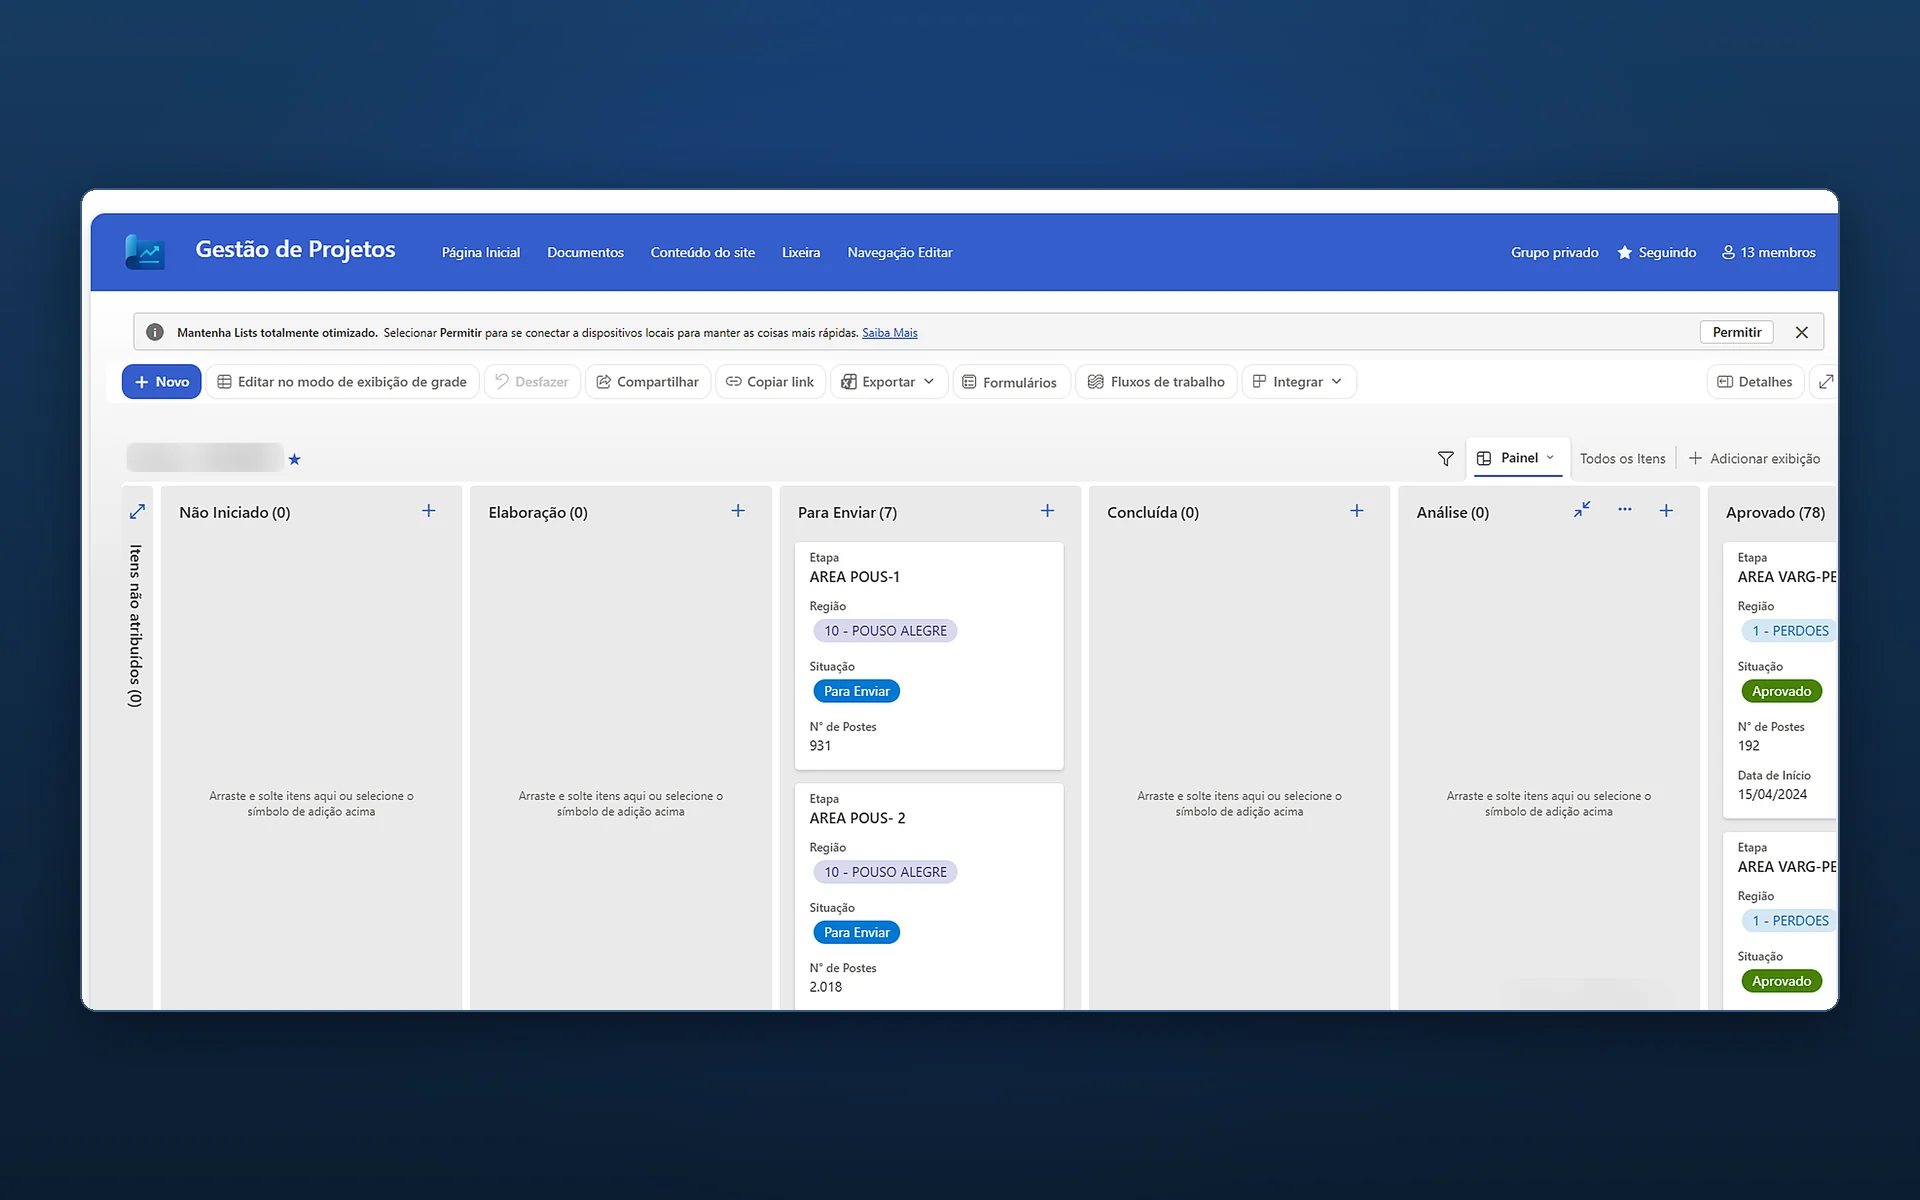 Gestão de Projetos
Página Inicial
Documentos
Conteúdo do site
Lixeira
Navegação Editar
Grupo privado
Seguindo
13 membros
Mantenha Lists totalmente otimizado. Selecionar Permitir para se conectar a dispositivos locais para manter as coisas mais rápidas. Saiba Mais
Permitir
Novo
Editar no modo de exibição de grade
Desfazer
Compartilhar
Copiar link
Exportar
Formulários
Fluxos de trabalho
Integrar
Detalhes
Painel
Todos os Itens
Adicionar exibição
Itens não atribuídos (0)
Não Iniciado (0)
Arraste e solte itens aqui ou selecione o
símbolo de adição acima
Elaboração (0)
Arraste e solte itens aqui ou selecione o
símbolo de adição acima
Para Enviar (7)
Etapa
AREA POUS-1
Região
10 - POUSO ALEGRE
Situação
Para Enviar
N° de Postes
931
Etapa
AREA POUS- 2
Região
10 - POUSO ALEGRE
Situação
Para Enviar
N° de Postes
2.018
Concluída (0)
Arraste e solte itens aqui ou selecione o
símbolo de adição acima
Análise (0)
Arraste e solte itens aqui ou selecione o
símbolo de adição acima
Aprovado (78)
Etapa
AREA VARG-PE
Região
1 - PERDOES
Situação
Aprovado
N° de Postes
192
Data de Início
15/04/2024
Etapa
AREA VARG-PE
Região
1 - PERDOES
Situação
Aprovado